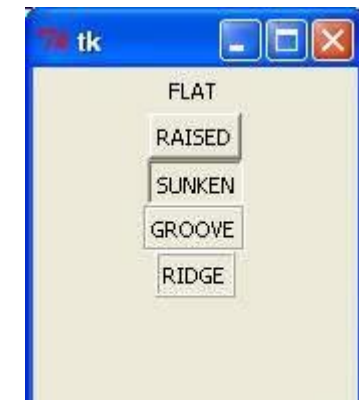 tk
FLAT
RAISED
SUNKEN
GROOVE
RIDGE